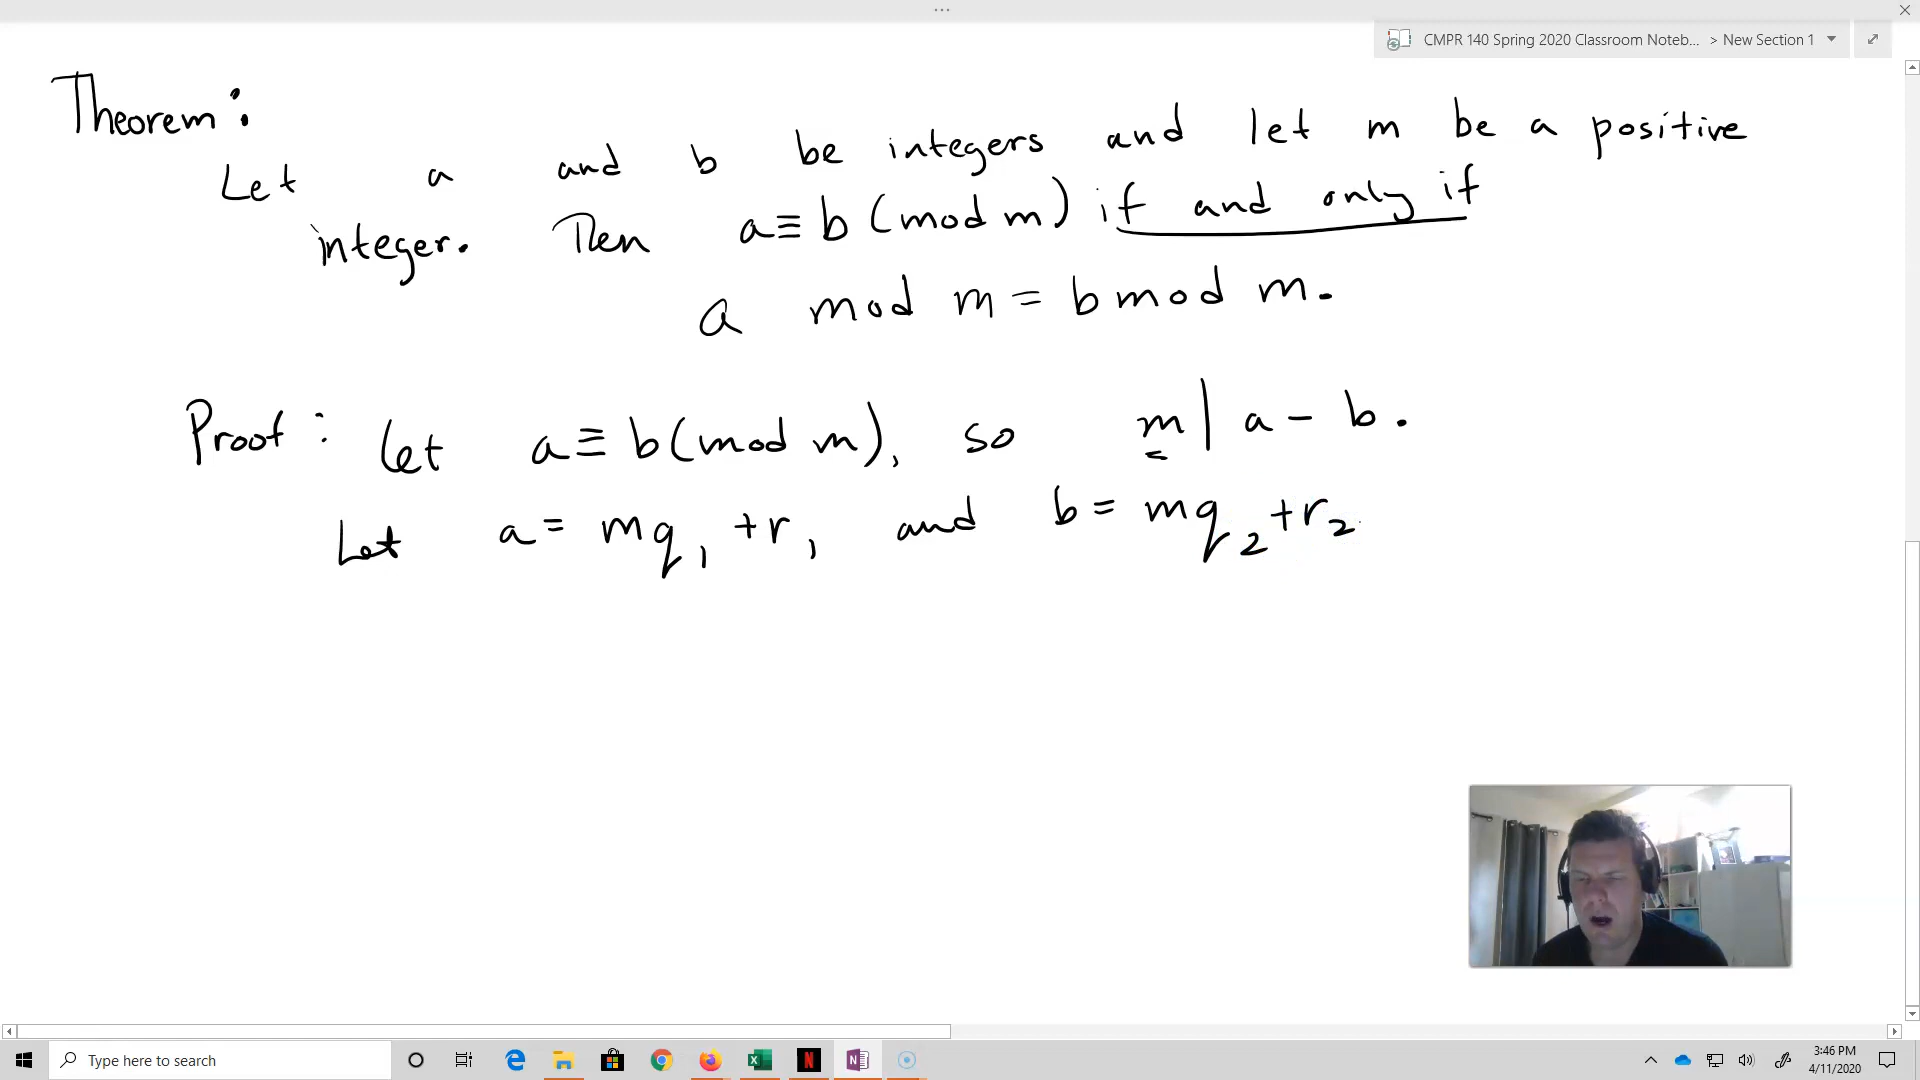 CMPR 140 Spring 2020 Classroom Noteb... > New Section 1
Theorem:
Let a and b be integers and let m be a positive
integer. Then a ≡ b (mod m) if and only if
a mod m = b mod m.
Proof: Let a ≡ b (mod m), so m | a - b.
Let a = mq₁ + r₁ and b = mq₂ + r₂
Type here to search
3:46 PM
4/11/2020